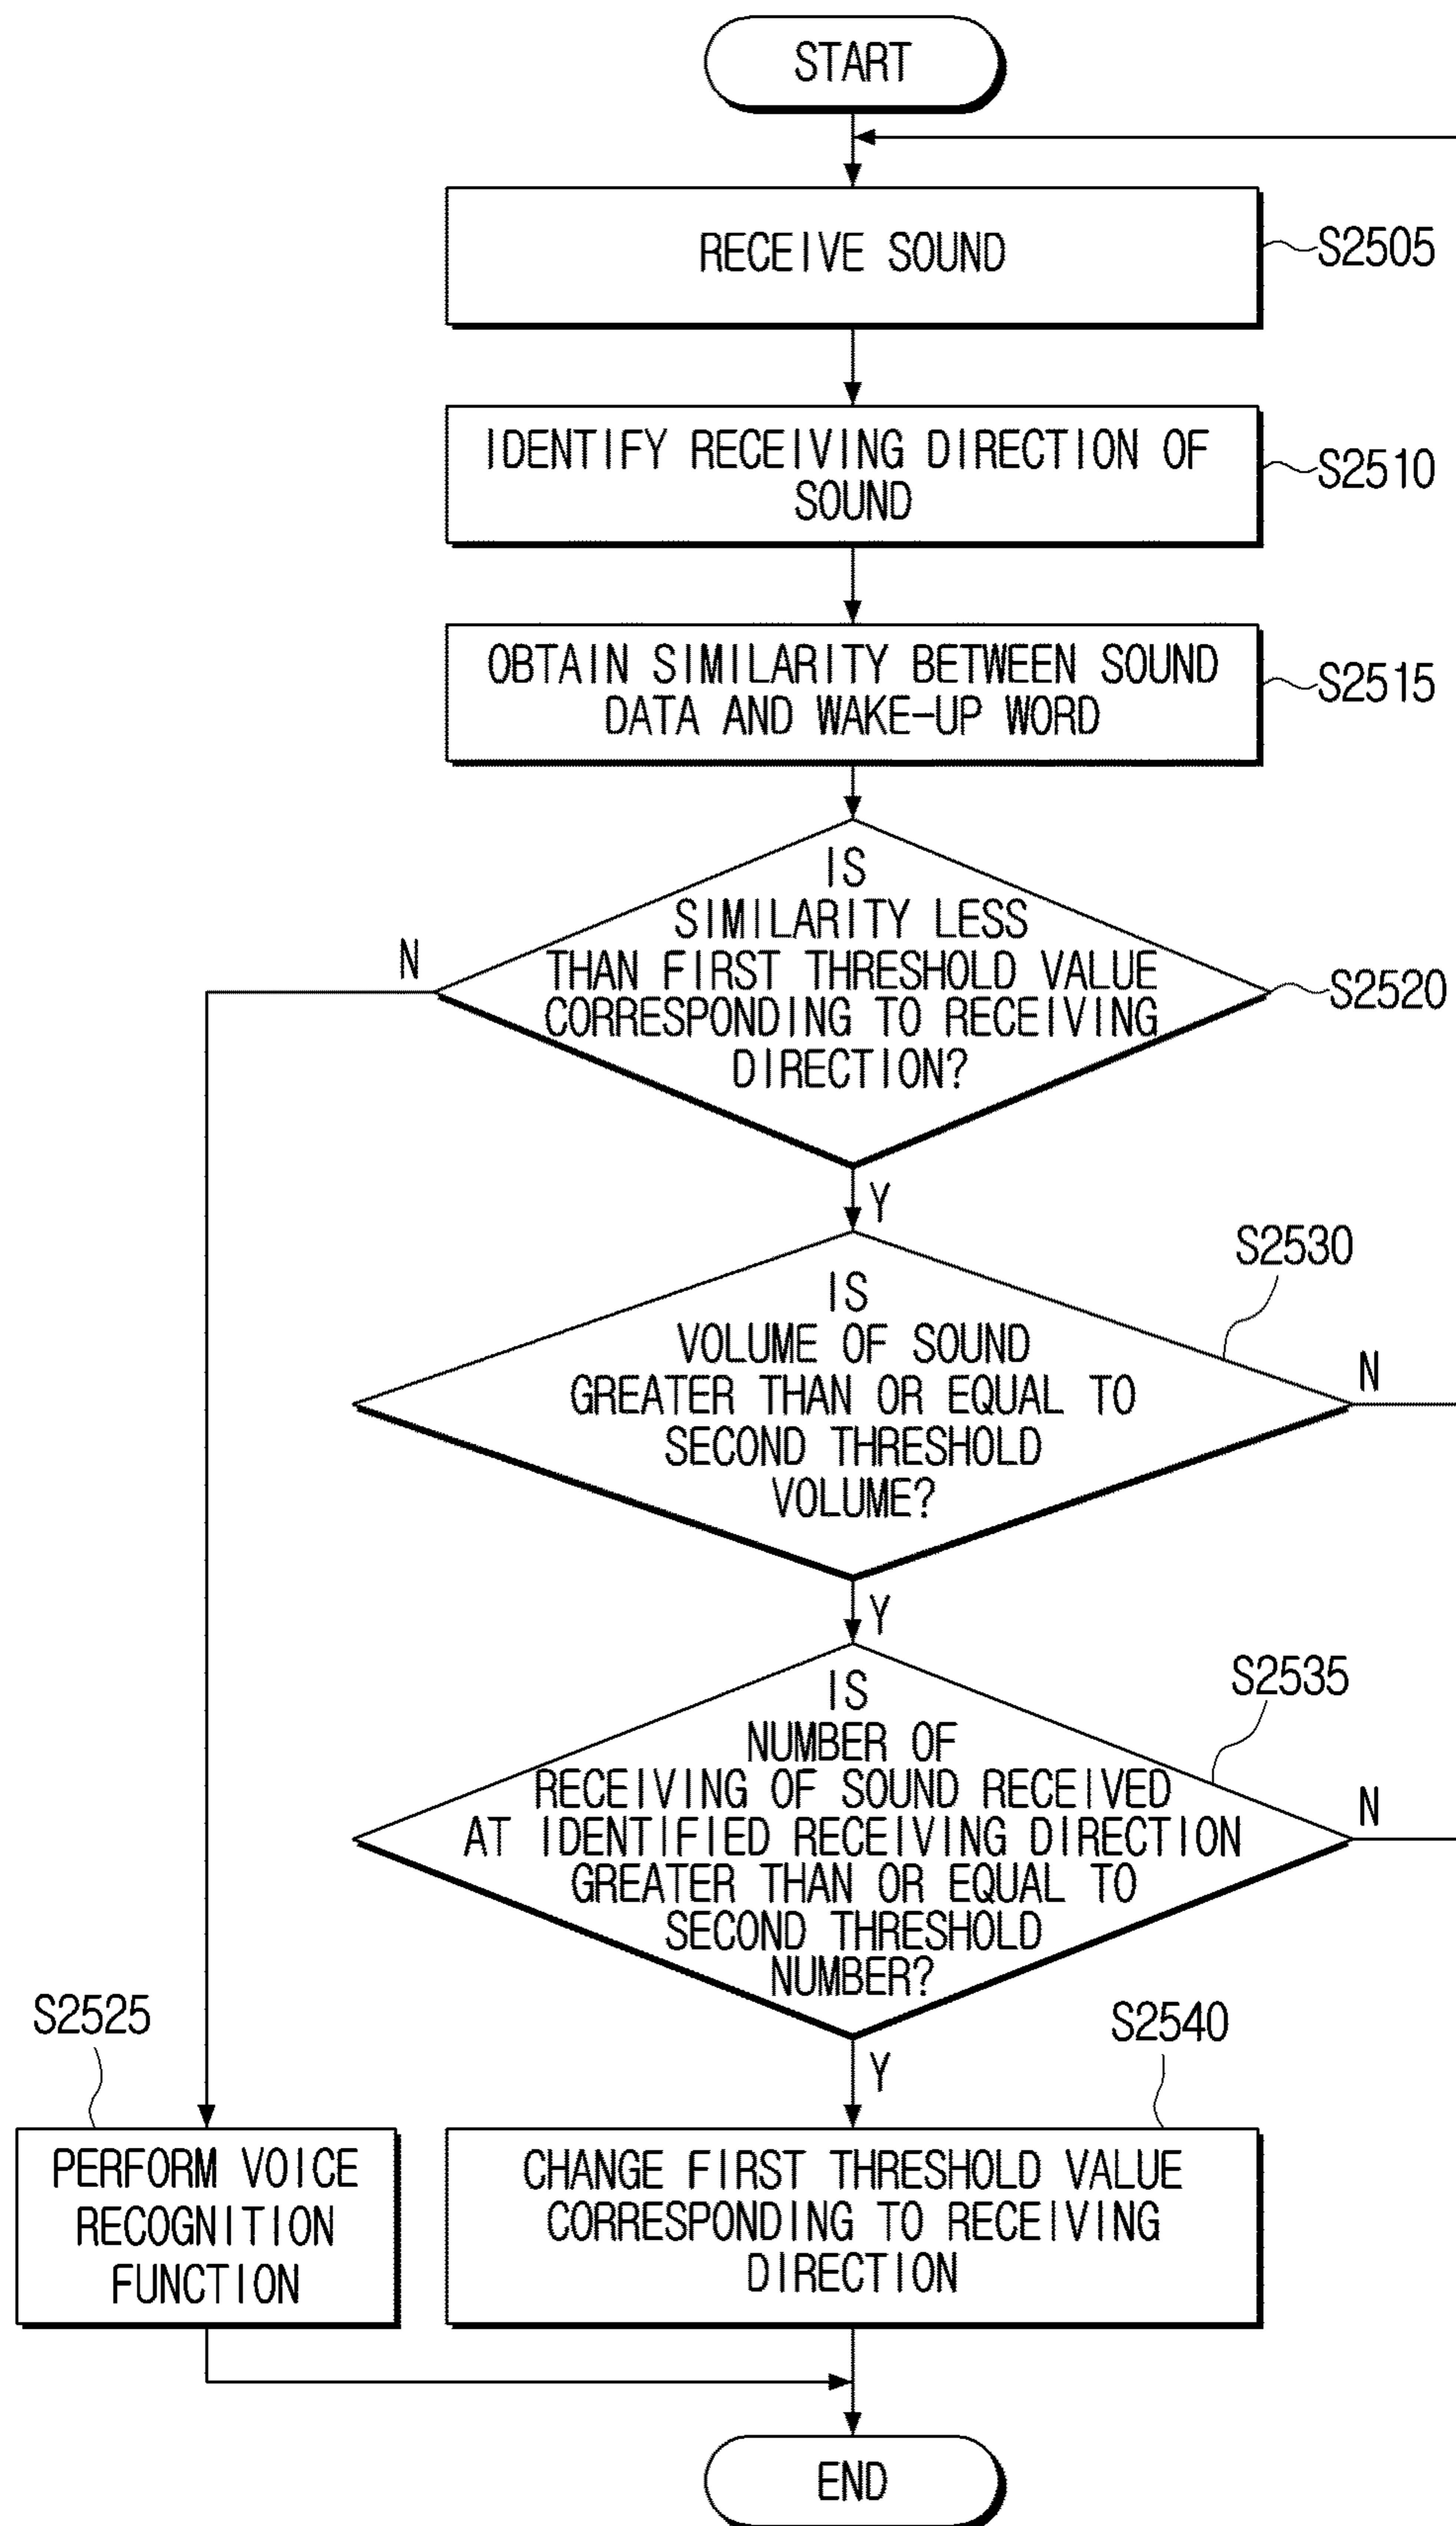 START
RECEIVE SOUND
S2505
IDENTIFY RECEIVING DIRECTION OF
SOUND
S2510
OBTAIN SIMILARITY BETWEEN SOUND
DATA AND WAKE-UP WORD
S2515
IS
SIMILARITY LESS
THAN FIRST THRESHOLD VALUE
CORRESPONDING TO RECEIVING
DIRECTION?
N
S2520
Y
S2530
IS
VOLUME OF SOUND
GREATER THAN OR EQUAL TO
SECOND THRESHOLD
VOLUME?
N
Y
S2535
IS
NUMBER OF
RECEIVING OF SOUND RECEIVED
AT IDENTIFIED RECEIVING DIRECTION
GREATER THAN OR EQUAL TO
SECOND THRESHOLD
NUMBER?
N
Y
S2525
PERFORM VOICE
RECOGNITION
FUNCTION
S2540
CHANGE FIRST THRESHOLD VALUE
CORRESPONDING TO RECEIVING
DIRECTION
END